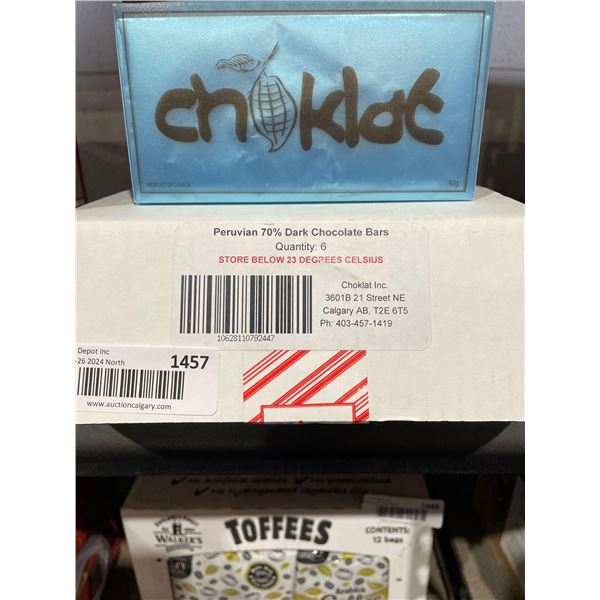 choklat
PRODUCT OF CANADA
Peruvian 70% Dark Chocolate Bars
Quantity: 6
STORE BELOW 23 DEGREES CELSIUS
Choklat Inc.
3601B 21 Street NE
Calgary AB, T2E 6T5
Ph: 403-457-1419
10628110792447
Depot Inc
-26 2024 North
1457
www.auctioncalgary.com
TOFFEES
WALKER'S
CONTENTS:
12 bags